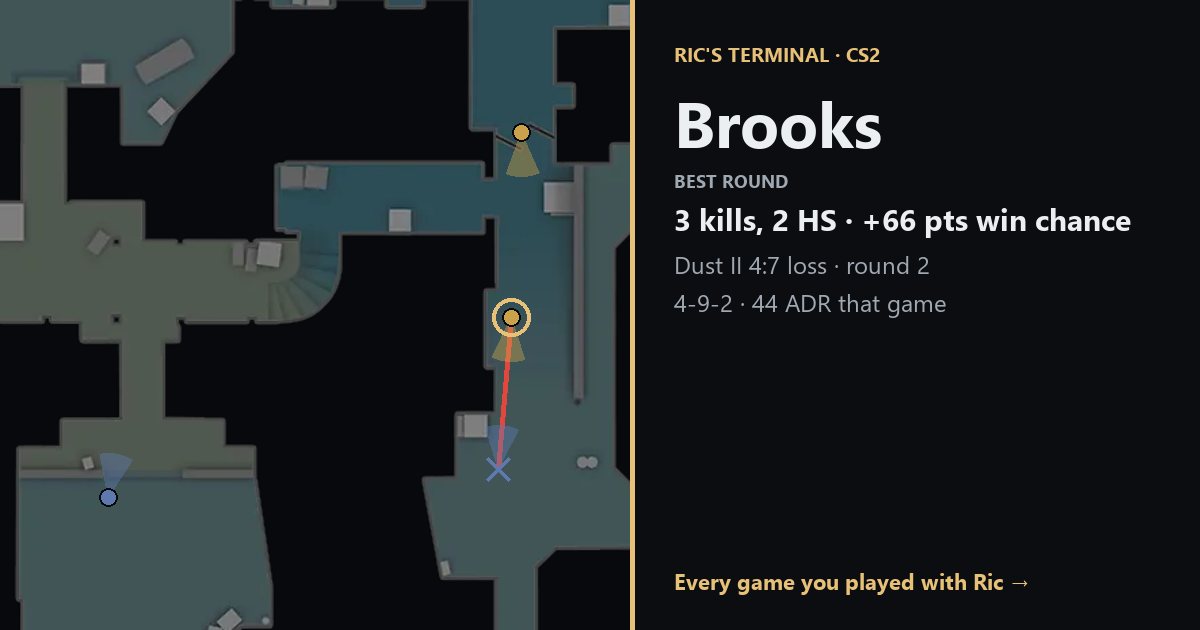 RIC'S TERMINAL · CS2
Brooks
BEST ROUND
3 kills, 2 HS · +66 pts win chance
Dust II 4:7 loss · round 2
4-9-2 · 44 ADR that game
Every game you played with Ric →